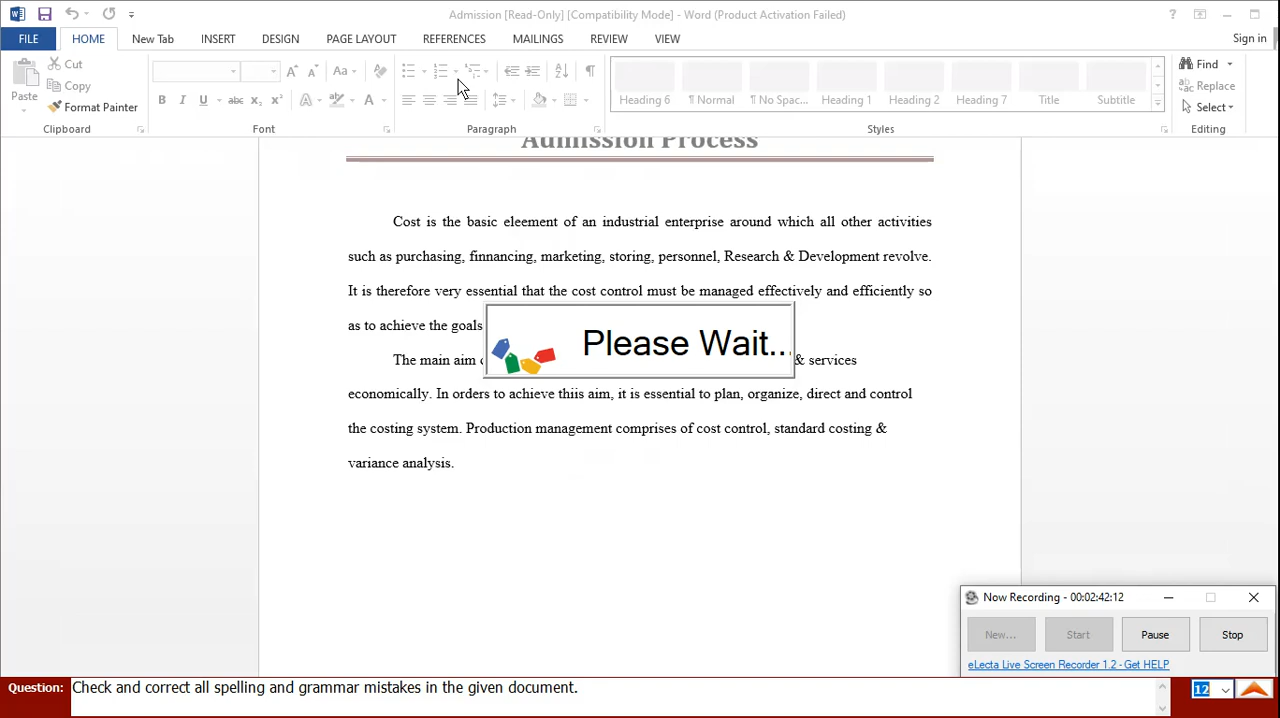 Admission [Read-Only] [Compatibility Mode] - Word (Product Activation Failed)
?
FILE HOME New Tab INSERT DESIGN PAGE LAYOUT REFERENCES MAILINGS REVIEW VIEW Sign in
Paste
Cut
Copy
Format Painter
Clipboard
Font
Paragraph
Heading 6 ¶ Normal ¶ No Spac... Heading 1 Heading 2 Heading 7 Title Subtitle
Styles
Find
Replace
Select
Editing
Admission Process
Cost is the basic eleement of an industrial enterprise around which all other activities
such as purchasing, finnancing, marketing, storing, personnel, Research & Development revolve.
It is therefore very essential that the cost control must be managed effectively and efficiently so
as to achieve the goals
The main aim & services
economically. In orders to achieve thiis aim, it is essential to plan, organize, direct and control
the costing system. Production management comprises of cost control, standard costing &
variance analysis.
Please Wait...
Now Recording - 00:02:42:12
New... Start Pause Stop
eLecta Live Screen Recorder 1.2 - Get HELP
Question: Check and correct all spelling and grammar mistakes in the given document.
12